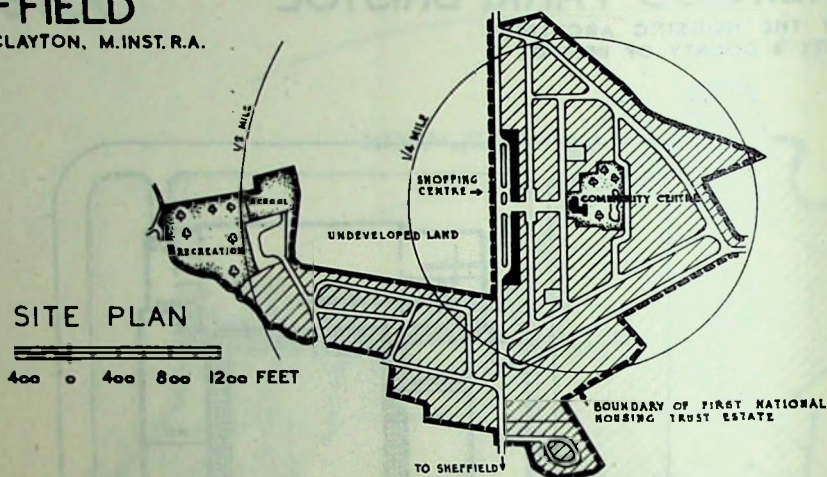 FFIELD
CLAYTON, M.INST.R.A.
1/2 MILE
1/4 MILE
SHOPPING
CENTRE
SCHOOL
COMMUNITY CENTRE
UNDEVELOPED LAND
RECREATION
SITE PLAN
400 0 400 800 1200 FEET
BOUNDARY OF FIRST NATIONAL
HOUSING TRUST ESTATE
TO SHEFFIELD